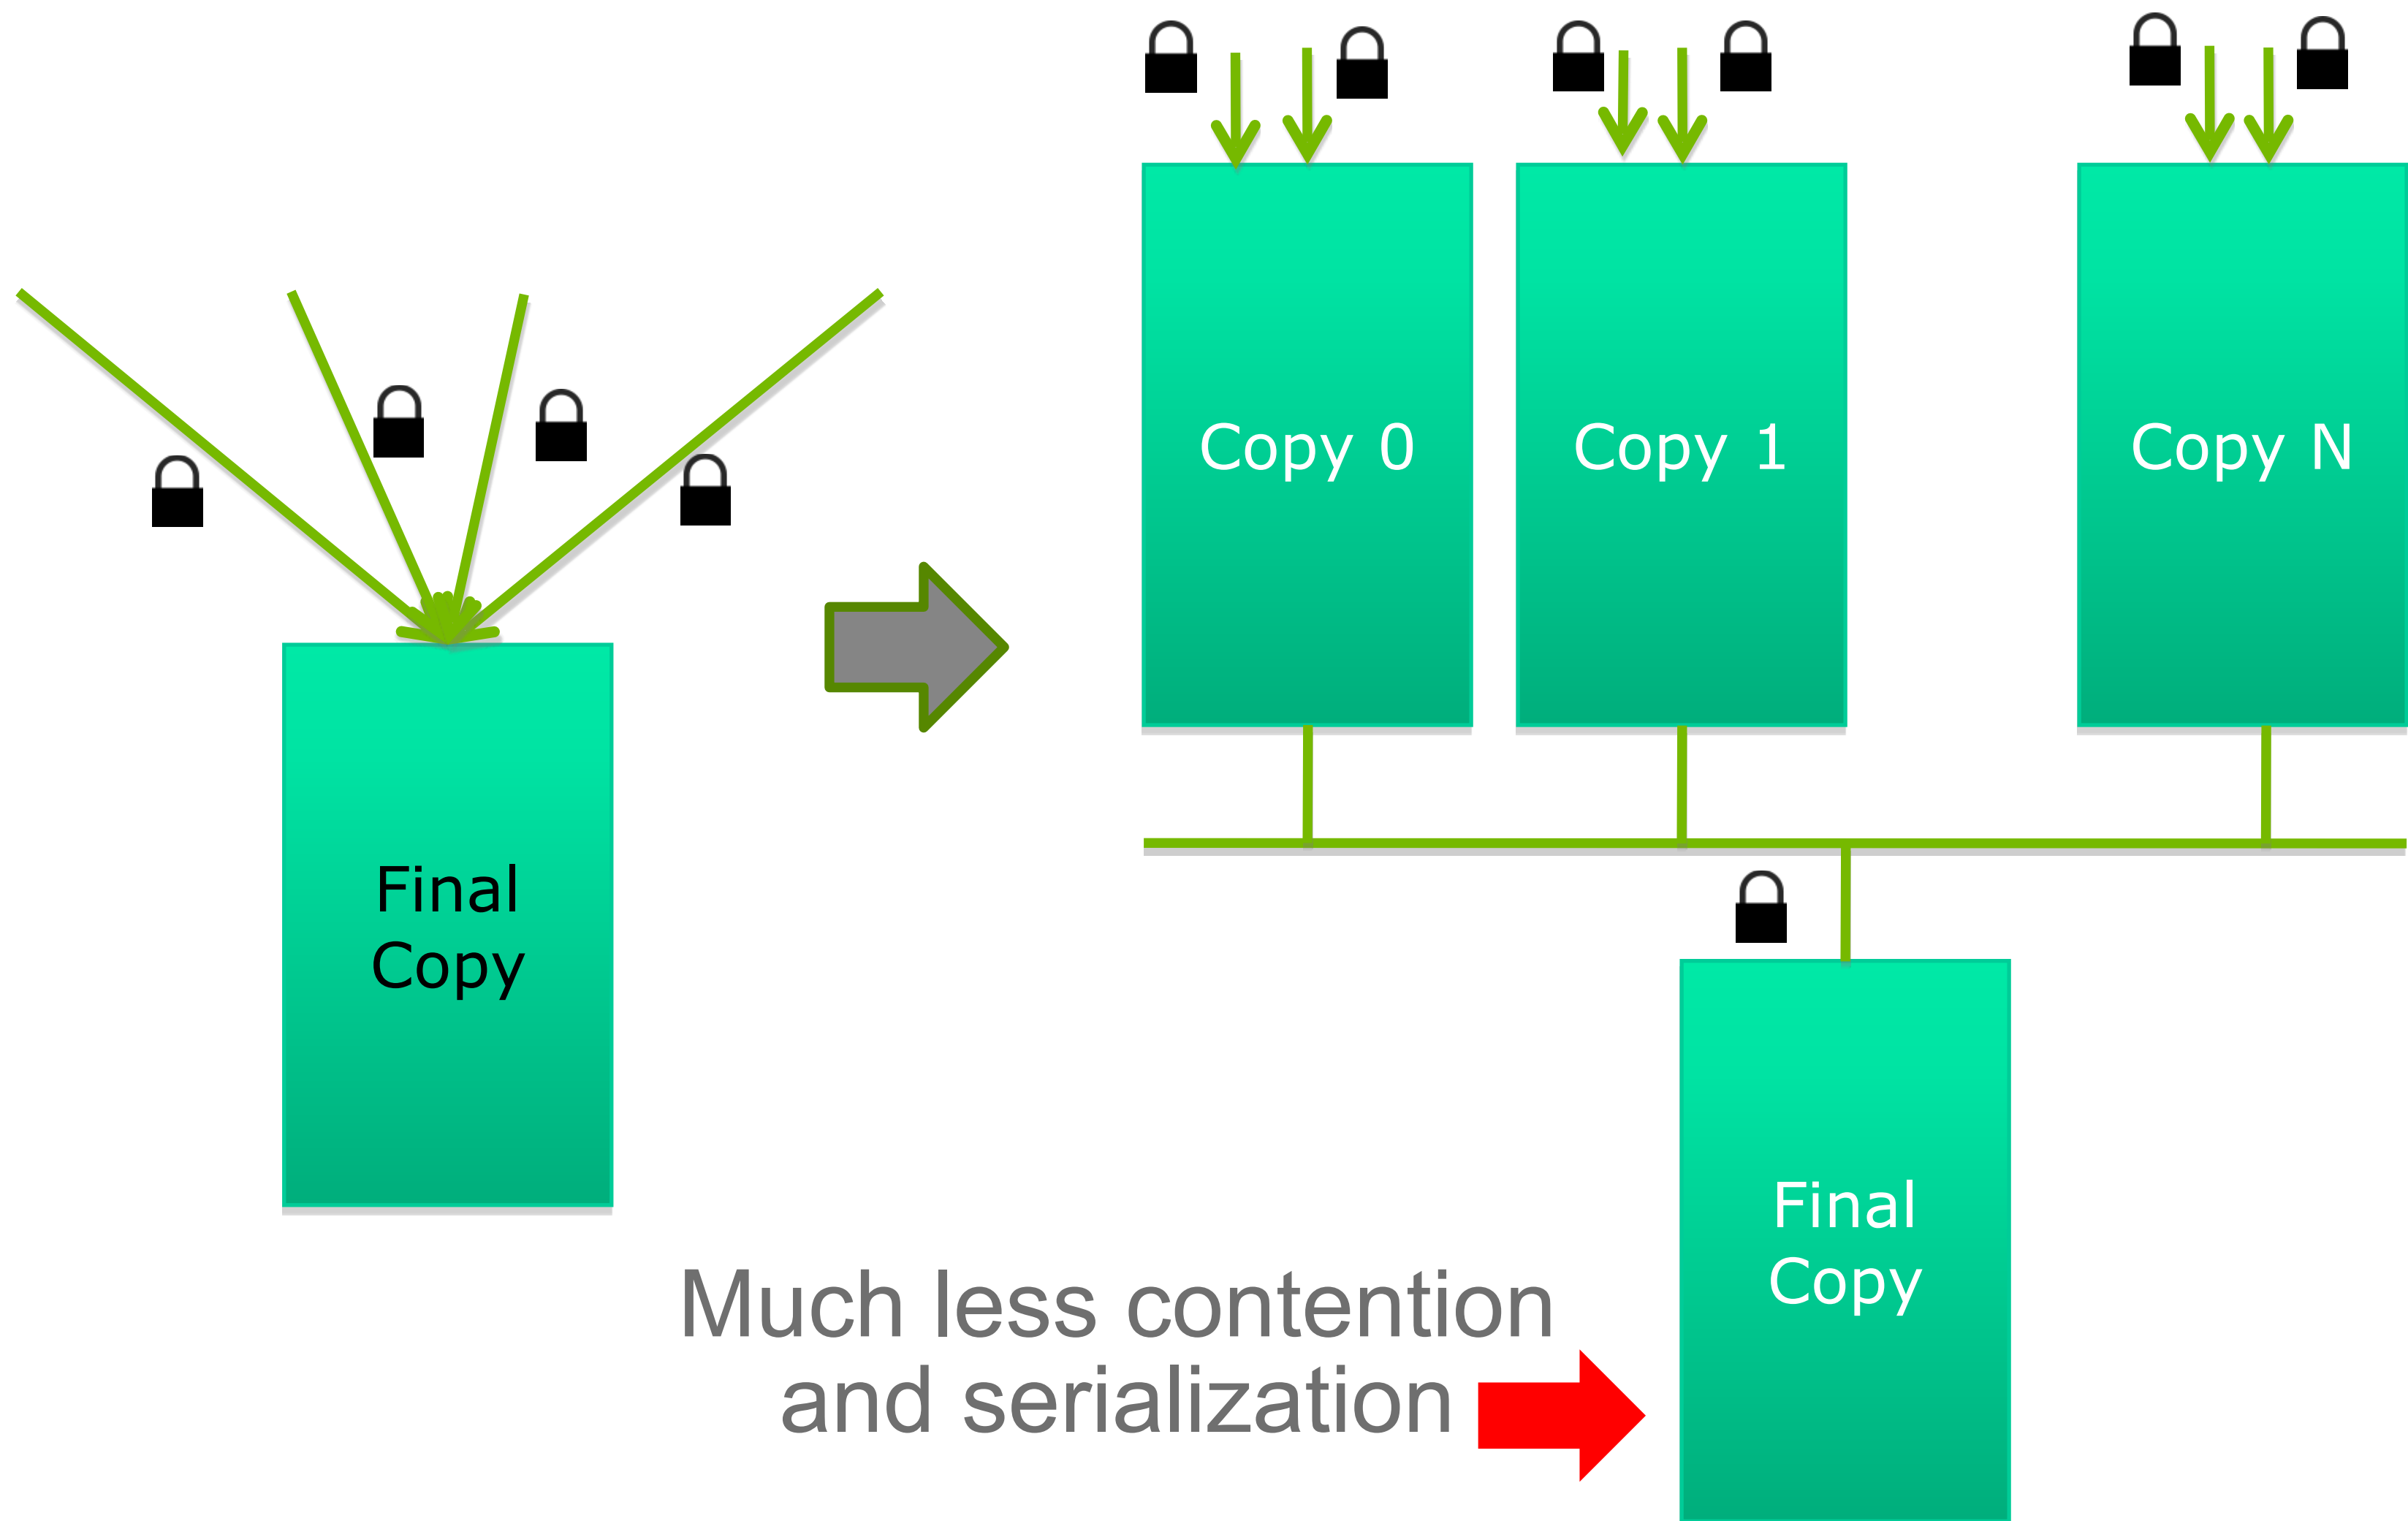 Copy 0
Copy 1
Copy N
Final
Copy
Final
Copy
Much less contention
and serialization